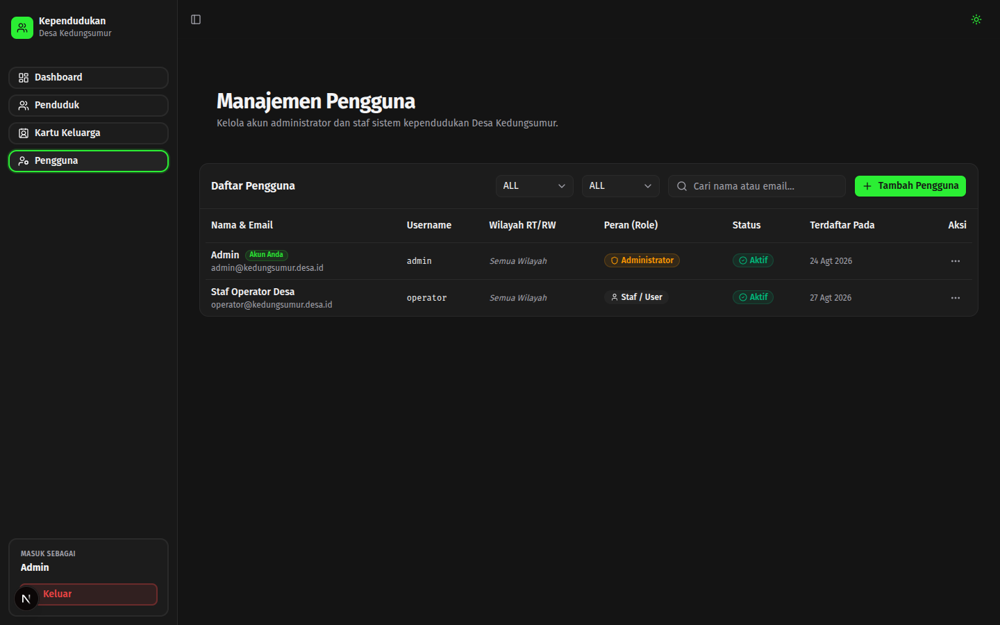 Kependudukan
Desa Kedungsumur
Dashboard
Penduduk
Kartu Keluarga
Pengguna
Manajemen Pengguna
Kelola akun administrator dan staf sistem kependudukan Desa Kedungsumur.
Daftar Pengguna ALL ALL Cari nama atau email... Tambah Pengguna
Nama & Email Username Wilayah RT/RW Peran (Role) Status Terdaftar Pada Aksi
Admin Akun Anda
admin@kedungsumur.desa.id admin Semua Wilayah Administrator Aktif 24 Agt 2026
Staf Operator Desa
operator@kedungsumur.desa.id operator Semua Wilayah Staf / User Aktif 27 Agt 2026
MASUK SEBAGAI
Admin
Keluar
N